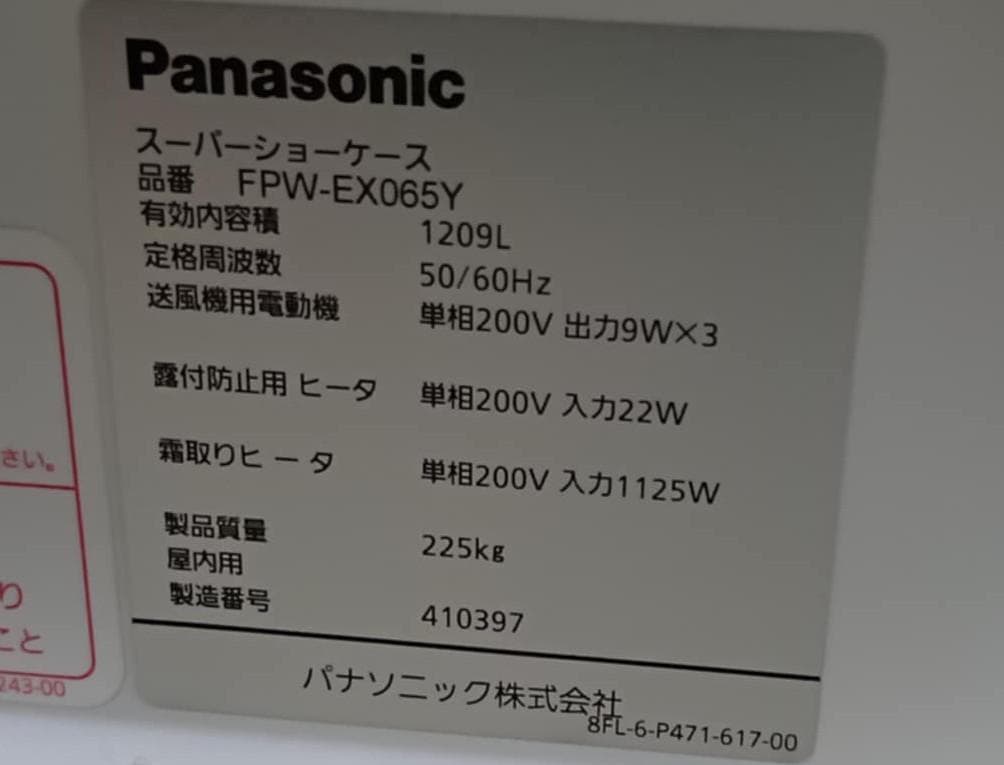 Panasonic
スーパーショーケース
品番 FPW-EX065Y
有効内容積 1209L
定格周波数 50/60Hz
送風機用電動機 単相200V 出力9W×3
露付防止用 ヒータ 単相200V 入力22W
霜取りヒータ 単相200V 入力1125W
製品質量 225kg
屋内用
製造番号 410397
パナソニック株式会社
8FL-6-P471-617-00
さい。
り
こと
243-00